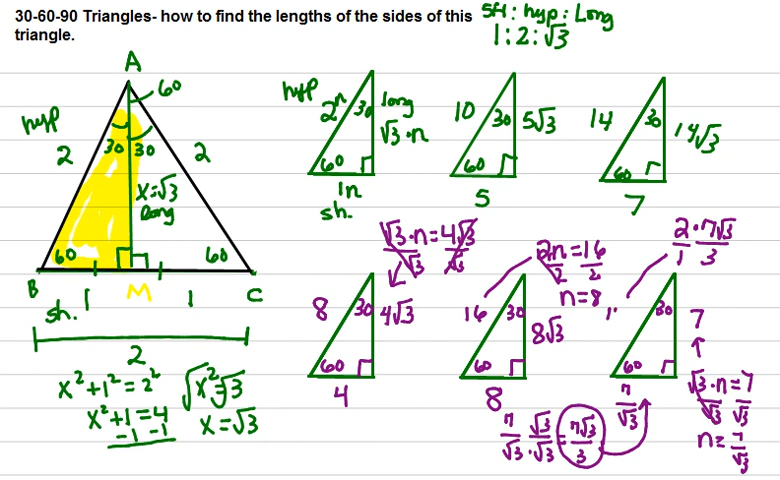 30-60-90 Triangles- how to find the lengths of the sides of this
triangle.
SH : hyp : Long
1 : 2 : √3
A
60
hyp
2
30 30
2
x=√3
Long
60 60
B
M
C
sh. 1
1
2
x²+1²=2²
x²+1=4
-1 -1
√x²=√3
x=√3
hyp
2n
30
long
√3·n
60
1n
sh.
10
30
5√3
60
5
14
30
14√3
60
7
√3·n=4√3
√3 √3
8
30
4√3
60
4
2n=16
2 2
n=8
16
30
8√3
60
8
2 · 7√3
1 3
30
7
60
7
√3
√3·n=7
√3 √3
n=7
√3
7 √3 = 7√3
√3 · √3 3